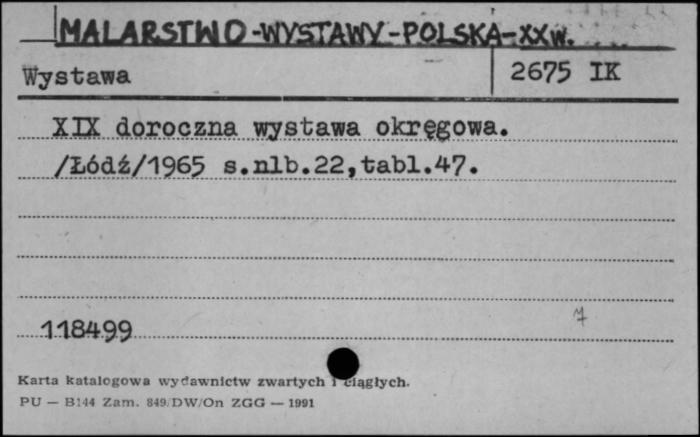 MALARSTWO-WYSTAWY-POLSKA-XXw.
Wystawa 2675 IK
XIX doroczna wystawa okręgowa.
/Łódź/1965 s.nlb.22,tabl.47.
7
118499
Karta katalogowa wydawnictw zwartych i ciągłych.
PU — B144 Zam. 849/DW/On ZGG — 1991